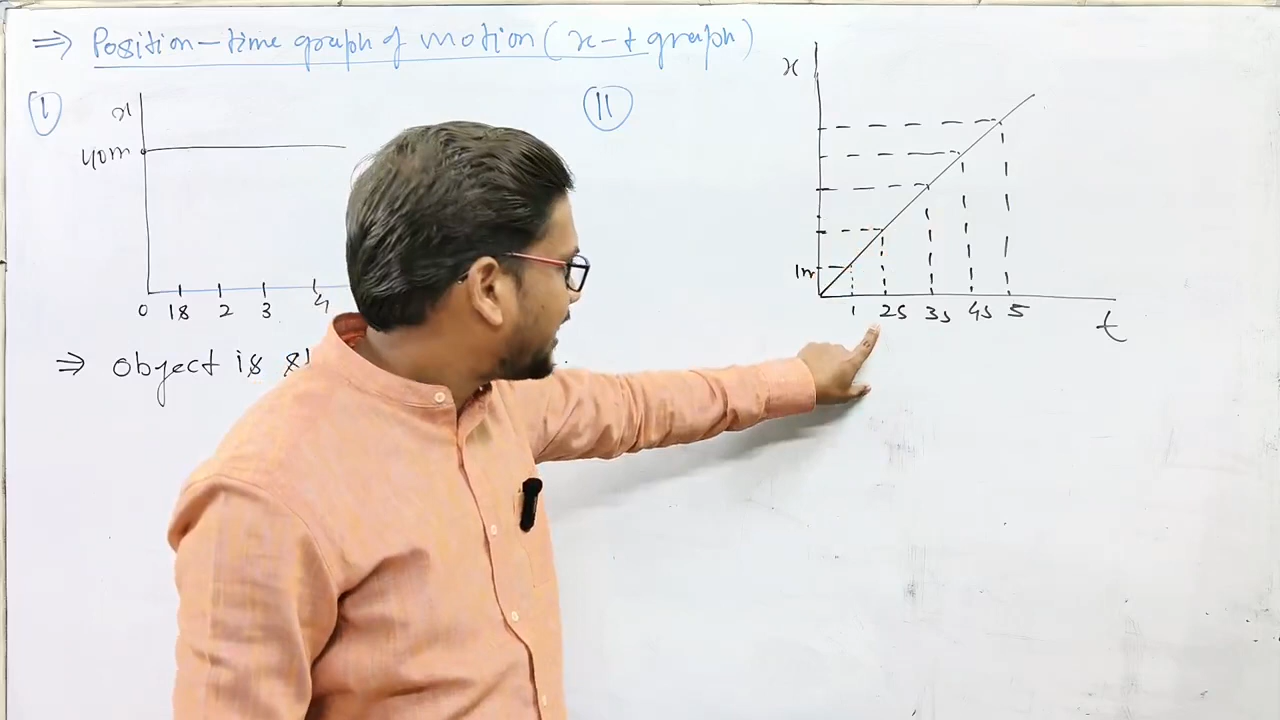 ⇒ Position-time graph of motion (x-t graph)
I
x
40m
0 1s 2 3 4
⇒ object is
II
x
1m
1 2s 3s 4s 5
t